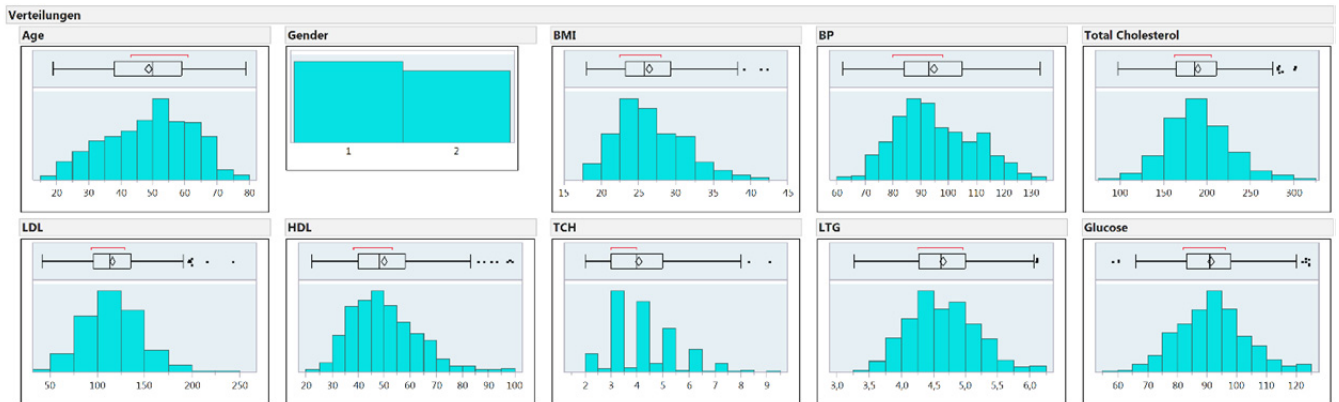 Verteilungen
Age
Gender
BMI
BP
Total Cholesterol
20 30 40 50 60 70 80
1 2
15 20 25 30 35 40 45
60 70 80 90 100 110 120 130
100 150 200 250 300
LDL
HDL
TCH
LTG
Glucose
50 100 150 200 250
20 30 40 50 60 70 80 90 100
2 3 4 5 6 7 8 9
3,0 3,5 4,0 4,5 5,0 5,5 6,0
60 70 80 90 100 110 120